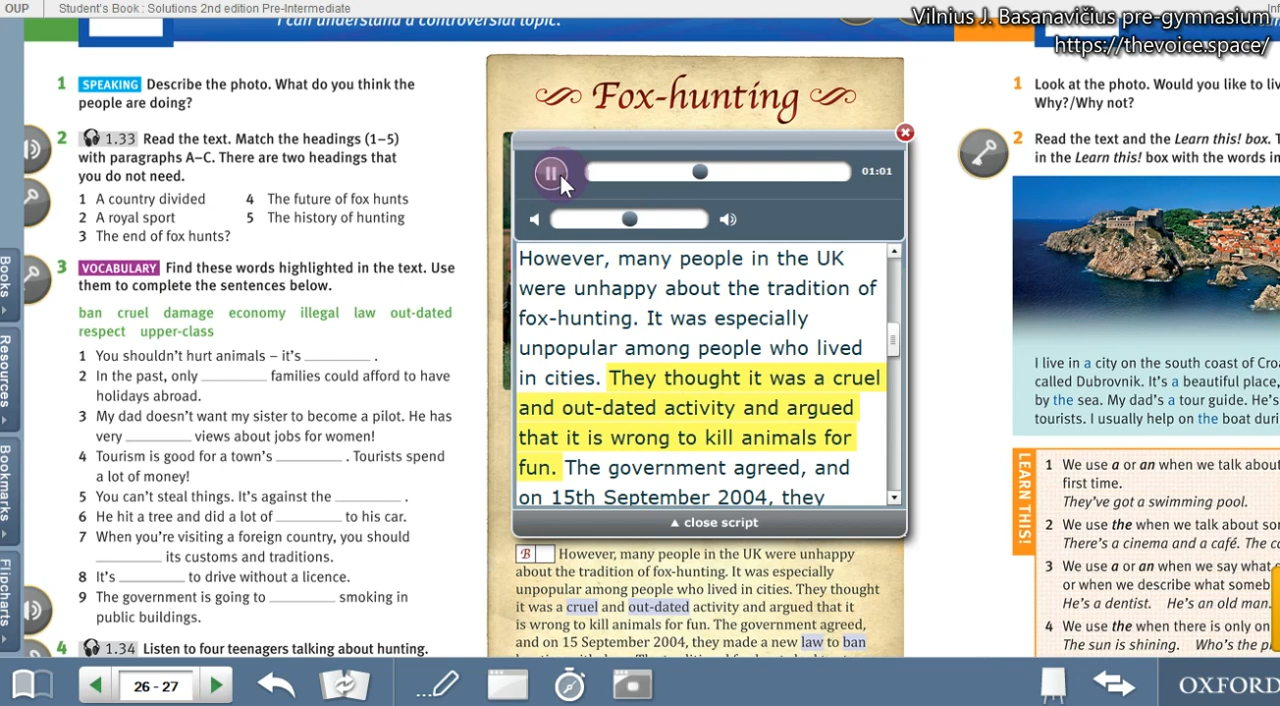 OUP Student's Book : Solutions 2nd edition Pre-Intermediate
Vilnius J. Basanavičius pre-gymnasium
https://thevoice.space/
I can understand a controversial topic.
1 SPEAKING Describe the photo. What do you think the
people are doing?
2 1.33 Read the text. Match the headings (1–5)
with paragraphs A–C. There are two headings that
you do not need.
1 A country divided 4 The future of fox hunts
2 A royal sport 5 The history of hunting
3 The end of fox hunts?
3 VOCABULARY Find these words highlighted in the text. Use
them to complete the sentences below.
ban cruel damage economy illegal law out-dated
respect upper-class
1 You shouldn't hurt animals – it's ________ .
2 In the past, only ________ families could afford to have
holidays abroad.
3 My dad doesn't want my sister to become a pilot. He has
very ________ views about jobs for women!
4 Tourism is good for a town's ________ . Tourists spend
a lot of money!
5 You can't steal things. It's against the ________ .
6 He hit a tree and did a lot of ________ to his car.
7 When you're visiting a foreign country, you should
________ its customs and traditions.
8 It's ________ to drive without a licence.
9 The government is going to ________ smoking in
public buildings.
4 1.34 Listen to four teenagers talking about hunting.
Fox-hunting
01:01
However, many people in the UK
were unhappy about the tradition of
fox-hunting. It was especially
unpopular among people who lived
in cities. They thought it was a cruel
and out-dated activity and argued
that it is wrong to kill animals for
fun. The government agreed, and
on 15th September 2004, they
▲ close script
B However, many people in the UK were unhappy
about the tradition of fox-hunting. It was especially
unpopular among people who lived in cities. They thought
it was a cruel and out-dated activity and argued that it
is wrong to kill animals for fun. The government agreed,
and on 15 September 2004, they made a new law to ban
1 Look at the photo. Would you like to liv
Why?/Why not?
2 Read the text and the Learn this! box. T
in the Learn this! box with the words in
I live in a city on the south coast of Cro
called Dubrovnik. It's a beautiful place,
by the sea. My dad's a tour guide. He's
tourists. I usually help on the boat duri
LEARN THIS!
1 We use a or an when we talk about
first time.
They've got a swimming pool.
2 We use the when we talk about so
There's a cinema and a café. The c
3 We use a or an when we say what
or when we describe what someb
He's a dentist. He's an old man.
4 We use the when there is only on
The sun is shining. Who's the p
Books
Resources
Bookmarks
Flipcharts
26 - 27
OXFORD